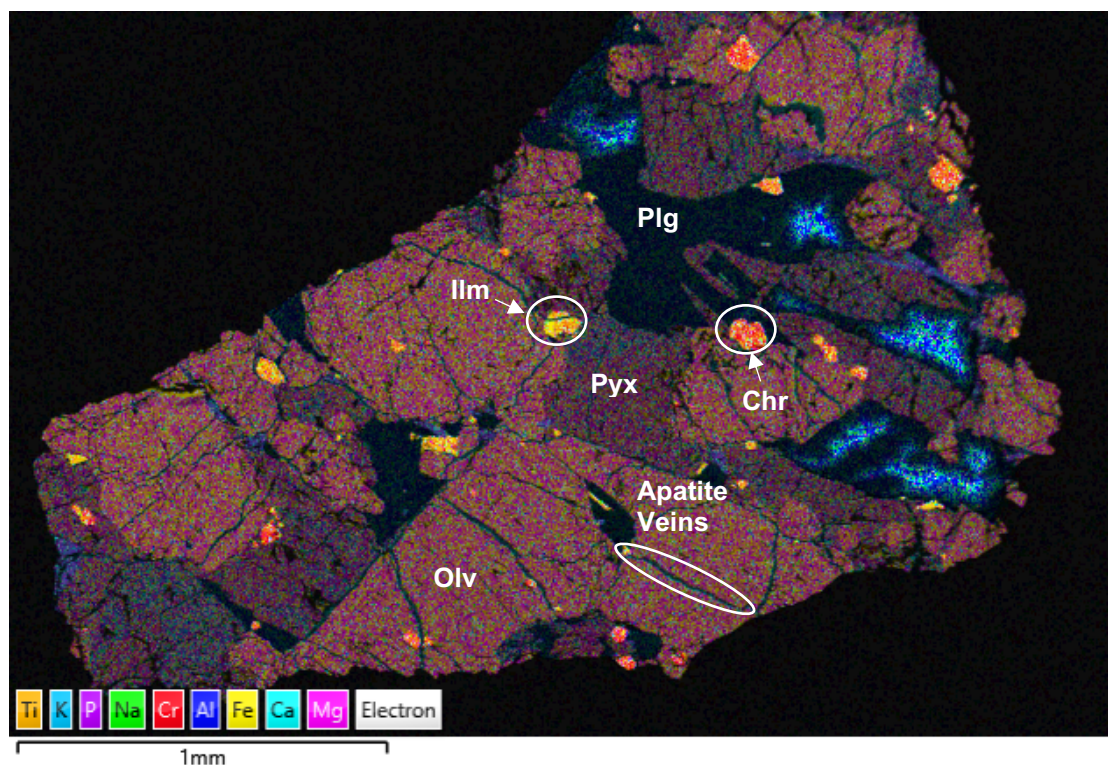 Plg
Ilm
Pyx
Chr
Apatite
Veins
Olv
Ti K P Na Cr Al Fe Ca Mg Electron
1mm